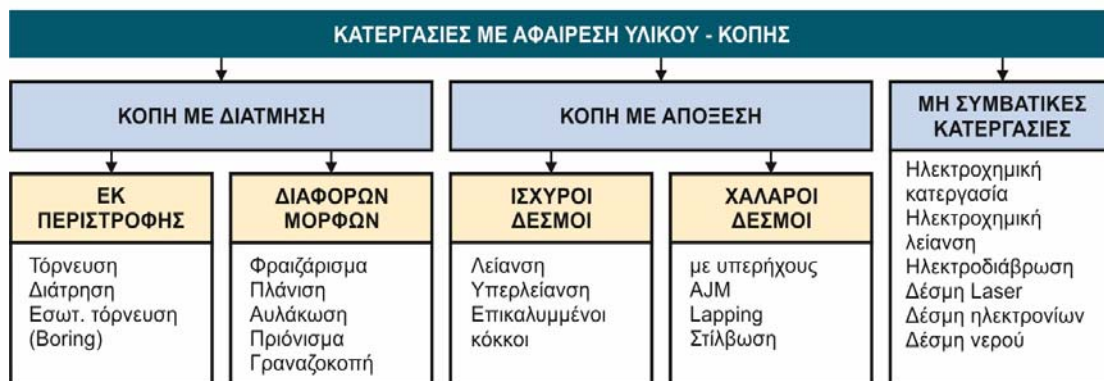 ΚΑΤΕΡΓΑΣΙΕΣ ΜΕ ΑΦΑΙΡΕΣΗ ΥΛΙΚΟΥ - ΚΟΠΗΣ
ΚΟΠΗ ΜΕ ΔΙΑΤΜΗΣΗ
ΕΚ
ΠΕΡΙΣΤΡΟΦΗΣ
Τόρνευση
Διάτρηση
Εσωτ. τόρνευση
(Boring)
ΔΙΑΦΟΡΩΝ
ΜΟΡΦΩΝ
Φραιζάρισμα
Πλάνιση
Αυλάκωση
Πριόνισμα
Γραναζοκοπή
ΚΟΠΗ ΜΕ ΑΠΟΞΕΣΗ
ΙΣΧΥΡΟΙ
ΔΕΣΜΟΙ
Λείανση
Υπερλείανση
Επικαλυμμένοι
κόκκοι
ΧΑΛΑΡΟΙ
ΔΕΣΜΟΙ
με υπερήχους
AJM
Lapping
Στίλβωση
ΜΗ ΣΥΜΒΑΤΙΚΕΣ
ΚΑΤΕΡΓΑΣΙΕΣ
Ηλεκτροχημική
κατεργασία
Ηλεκτροχημική
λείανση
Ηλεκτροδιάβρωση
Δέσμη Laser
Δέσμη ηλεκτρονίων
Δέσμη νερού